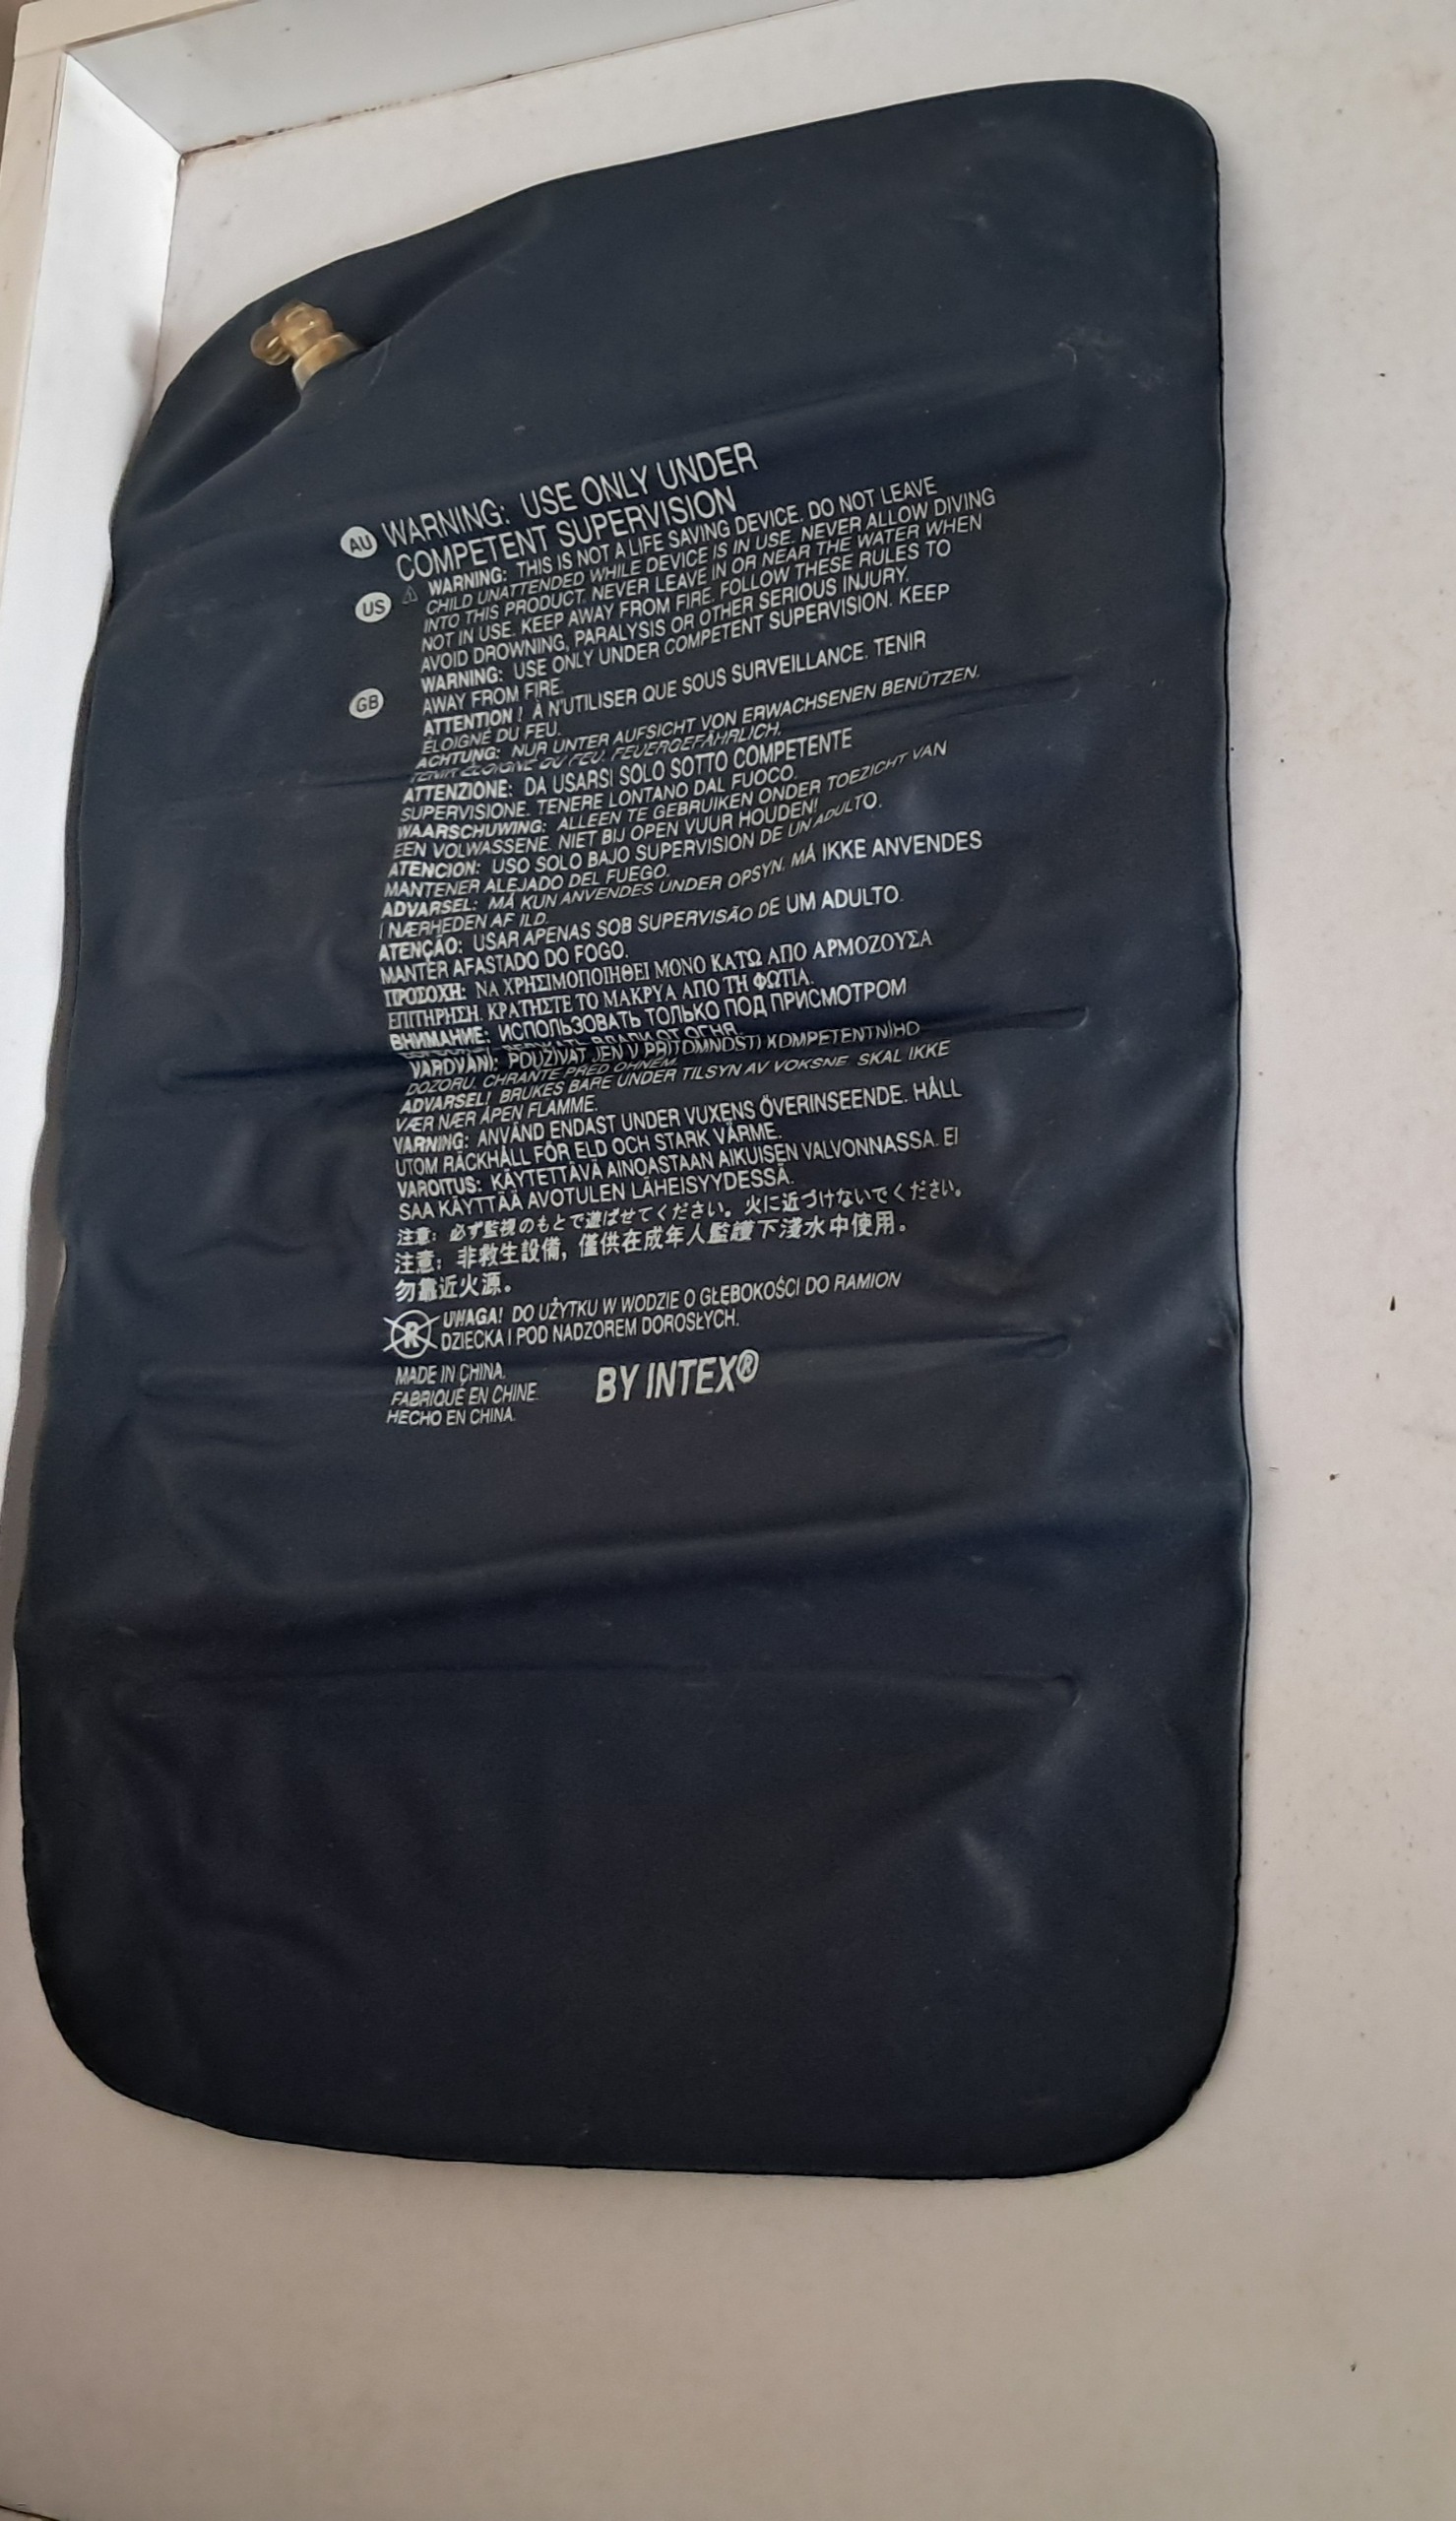 AU WARNING: USE ONLY UNDER
COMPETENT SUPERVISION
US ⚠ WARNING: THIS IS NOT A LIFE SAVING DEVICE. DO NOT LEAVE
CHILD UNATTENDED WHILE DEVICE IS IN USE. NEVER ALLOW DIVING
INTO THIS PRODUCT. NEVER LEAVE IN OR NEAR THE WATER WHEN
NOT IN USE. KEEP AWAY FROM FIRE. FOLLOW THESE RULES TO
AVOID DROWNING, PARALYSIS OR OTHER SERIOUS INJURY.
GB WARNING: USE ONLY UNDER COMPETENT SUPERVISION. KEEP
AWAY FROM FIRE.
ATTENTION ! À N'UTILISER QUE SOUS SURVEILLANCE. TENIR
ÉLOIGNÉ DU FEU.
ACHTUNG: NUR UNTER AUFSICHT VON ERWACHSENEN BENÜTZEN.
FEUERGEFÄHRLICH.
ATTENZIONE: DA USARSI SOLO SOTTO COMPETENTE
SUPERVISIONE. TENERE LONTANO DAL FUOCO.
WAARSCHUWING: ALLEEN TE GEBRUIKEN ONDER TOEZICHT VAN
EEN VOLWASSENE. NIET BIJ OPEN VUUR HOUDEN!
ATENCION: USO SOLO BAJO SUPERVISION DE UN ADULTO.
MANTENER ALEJADO DEL FUEGO.
ADVARSEL: MÅ KUN ANVENDES UNDER OPSYN. MÅ IKKE ANVENDES
I NÆRHEDEN AF ILD.
ATENÇÃO: USAR APENAS SOB SUPERVISÃO DE UM ADULTO.
MANTER AFASTADO DO FOGO.
ΠΡΟΣΟΧΗ: ΝΑ ΧΡΗΣΙΜΟΠΟΙΗΘΕΙ ΜΟΝΟ ΚΑΤΩ ΑΠΟ ΑΡΜΟΖΟΥΣΑ
ΕΠΙΤΗΡΗΣΗ. ΚΡΑΤΗΣΤΕ ΤΟ ΜΑΚΡΥΑ ΑΠΟ ΤΗ ΦΩΤΙΑ.
ВНИМАНИЕ: ИСПОЛЬЗОВАТЬ ТОЛЬКО ПОД ПРИСМОТРОМ
ВДАЛИ ОТ ОГНЯ.
VAROVÁNÍ: POUŽÍVAT JEN V PŘÍTOMNOSTI KOMPETENTNÍHO
DOZORU. CHRAŇTE PŘED OHNĚM.
ADVARSEL! BRUKES BARE UNDER TILSYN AV VOKSNE. SKAL IKKE
VÆR NÆR ÅPEN FLAMME.
VARNING: ANVÄND ENDAST UNDER VUXENS ÖVERINSEENDE. HÅLL
UTOM RÄCKHÅLL FÖR ELD OCH STARK VÄRME.
VAROITUS: KÄYTETTÄVÄ AINOASTAAN AIKUISEN VALVONNASSA. EI
SAA KÄYTTÄÄ AVOTULEN LÄHEISYYDESSÄ.
注意: 必ず監視のもとで遊ばせてください。火に近づけないでください。
注意: 非救生設備, 僅供在成年人監護下淺水中使用。
勿靠近火源。
R UWAGA! DO UŻYTKU W WODZIE O GŁĘBOKOŚCI DO RAMION
DZIECKA I POD NADZOREM DOROSŁYCH.
MADE IN CHINA.
FABRIQUÉ EN CHINE.
HECHO EN CHINA.
BY INTEX®